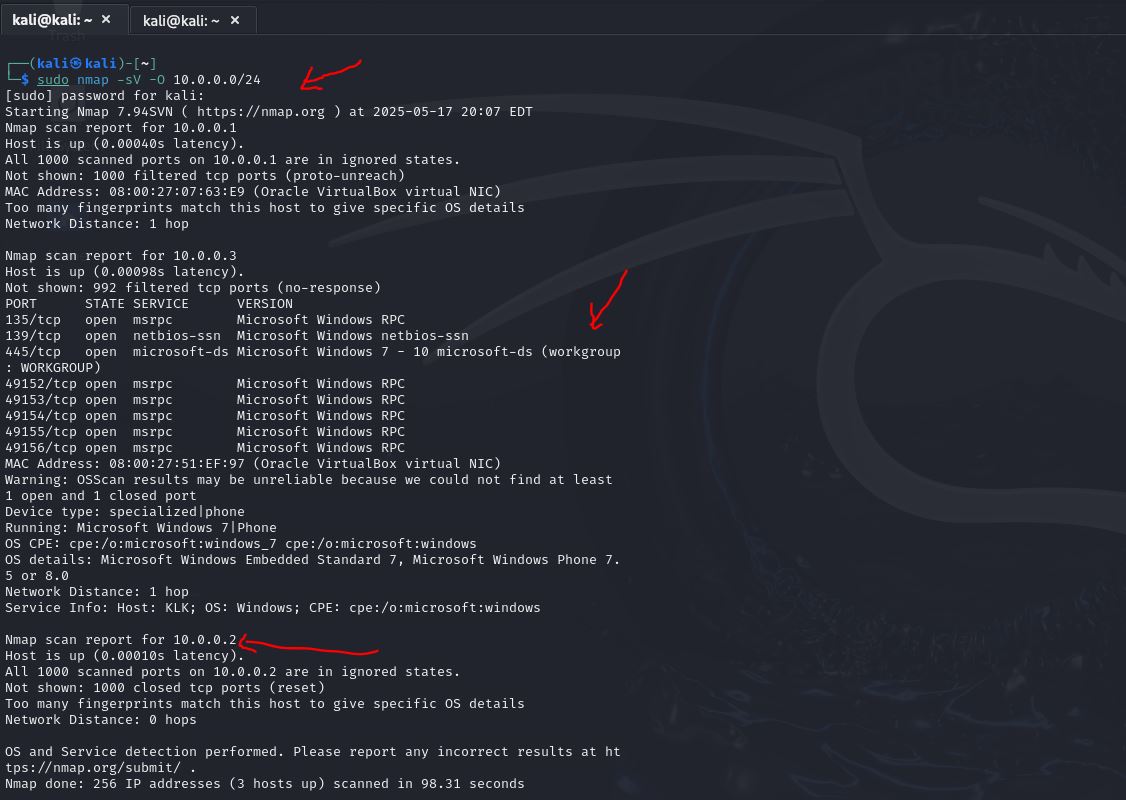 kali@kali: ~ ×
kali@kali: ~ ×
Trash
┌──(kali㉿kali)-[~]
└─$ sudo nmap -sV -O 10.0.0.0/24
[sudo] password for kali:
Starting Nmap 7.94SVN ( https://nmap.org ) at 2025-05-17 20:07 EDT
Nmap scan report for 10.0.0.1
Host is up (0.00040s latency).
All 1000 scanned ports on 10.0.0.1 are in ignored states.
Not shown: 1000 filtered tcp ports (proto-unreach)
MAC Address: 08:00:27:07:63:E9 (Oracle VirtualBox virtual NIC)
Too many fingerprints match this host to give specific OS details
Network Distance: 1 hop

Nmap scan report for 10.0.0.3
Host is up (0.00098s latency).
Not shown: 992 filtered tcp ports (no-response)
PORT      STATE SERVICE      VERSION
135/tcp   open  msrpc        Microsoft Windows RPC
139/tcp   open  netbios-ssn  Microsoft Windows netbios-ssn
445/tcp   open  microsoft-ds Microsoft Windows 7 - 10 microsoft-ds (workgroup
: WORKGROUP)
49152/tcp open  msrpc        Microsoft Windows RPC
49153/tcp open  msrpc        Microsoft Windows RPC
49154/tcp open  msrpc        Microsoft Windows RPC
49155/tcp open  msrpc        Microsoft Windows RPC
49156/tcp open  msrpc        Microsoft Windows RPC
MAC Address: 08:00:27:51:EF:97 (Oracle VirtualBox virtual NIC)
Warning: OSScan results may be unreliable because we could not find at least
1 open and 1 closed port
Device type: specialized|phone
Running: Microsoft Windows 7|Phone
OS CPE: cpe:/o:microsoft:windows_7 cpe:/o:microsoft:windows
OS details: Microsoft Windows Embedded Standard 7, Microsoft Windows Phone 7.
5 or 8.0
Network Distance: 1 hop
Service Info: Host: KLK; OS: Windows; CPE: cpe:/o:microsoft:windows

Nmap scan report for 10.0.0.2
Host is up (0.00010s latency).
All 1000 scanned ports on 10.0.0.2 are in ignored states.
Not shown: 1000 closed tcp ports (reset)
Too many fingerprints match this host to give specific OS details
Network Distance: 0 hops

OS and Service detection performed. Please report any incorrect results at ht
tps://nmap.org/submit/ .
Nmap done: 256 IP addresses (3 hosts up) scanned in 98.31 seconds